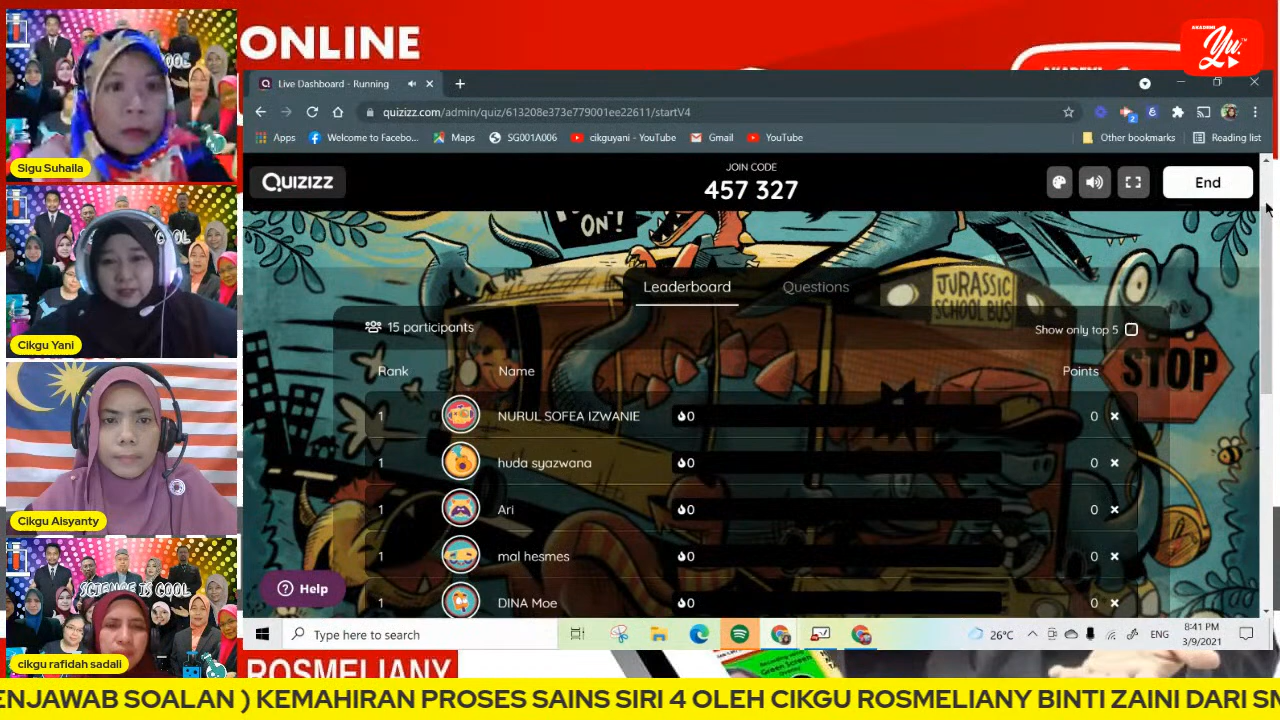 ONLINE
AKADEMI
Yu.
Live Dashboard - Running
quizizz.com/admin/quiz/613208e373e779001ee22611/startV4
Apps
Welcome to Facebo...
Maps
SG001A006
cikguyani - YouTube
Gmail
YouTube
Other bookmarks
Reading list
QUIZIZZ
JOIN CODE
457 327
End
ON!
Leaderboard
Questions
JURASSIC
SCHOOL BUS
STOP
15 participants
Show only top 5
Rank Name Points
1 NURUL SOFEA IZWANIE 0 0
1 huda syazwana 0 0
1 Ari 0 0
1 mal hesmes 0 0
1 DINA Moe 0 0
Help
Sigu Suhaila
Cikgu Yani
Cikgu Aisyanty
SCIENCE IS COOL
cikgu rafidah sadali
Type here to search
26°C
ENG
8:41 PM
3/9/2021
ROSMELIANY
Green Screen
ENJAWAB SOALAN ) KEMAHIRAN PROSES SAINS SIRI 4 OLEH CIKGU ROSMELIANY BINTI ZAINI DARI SM